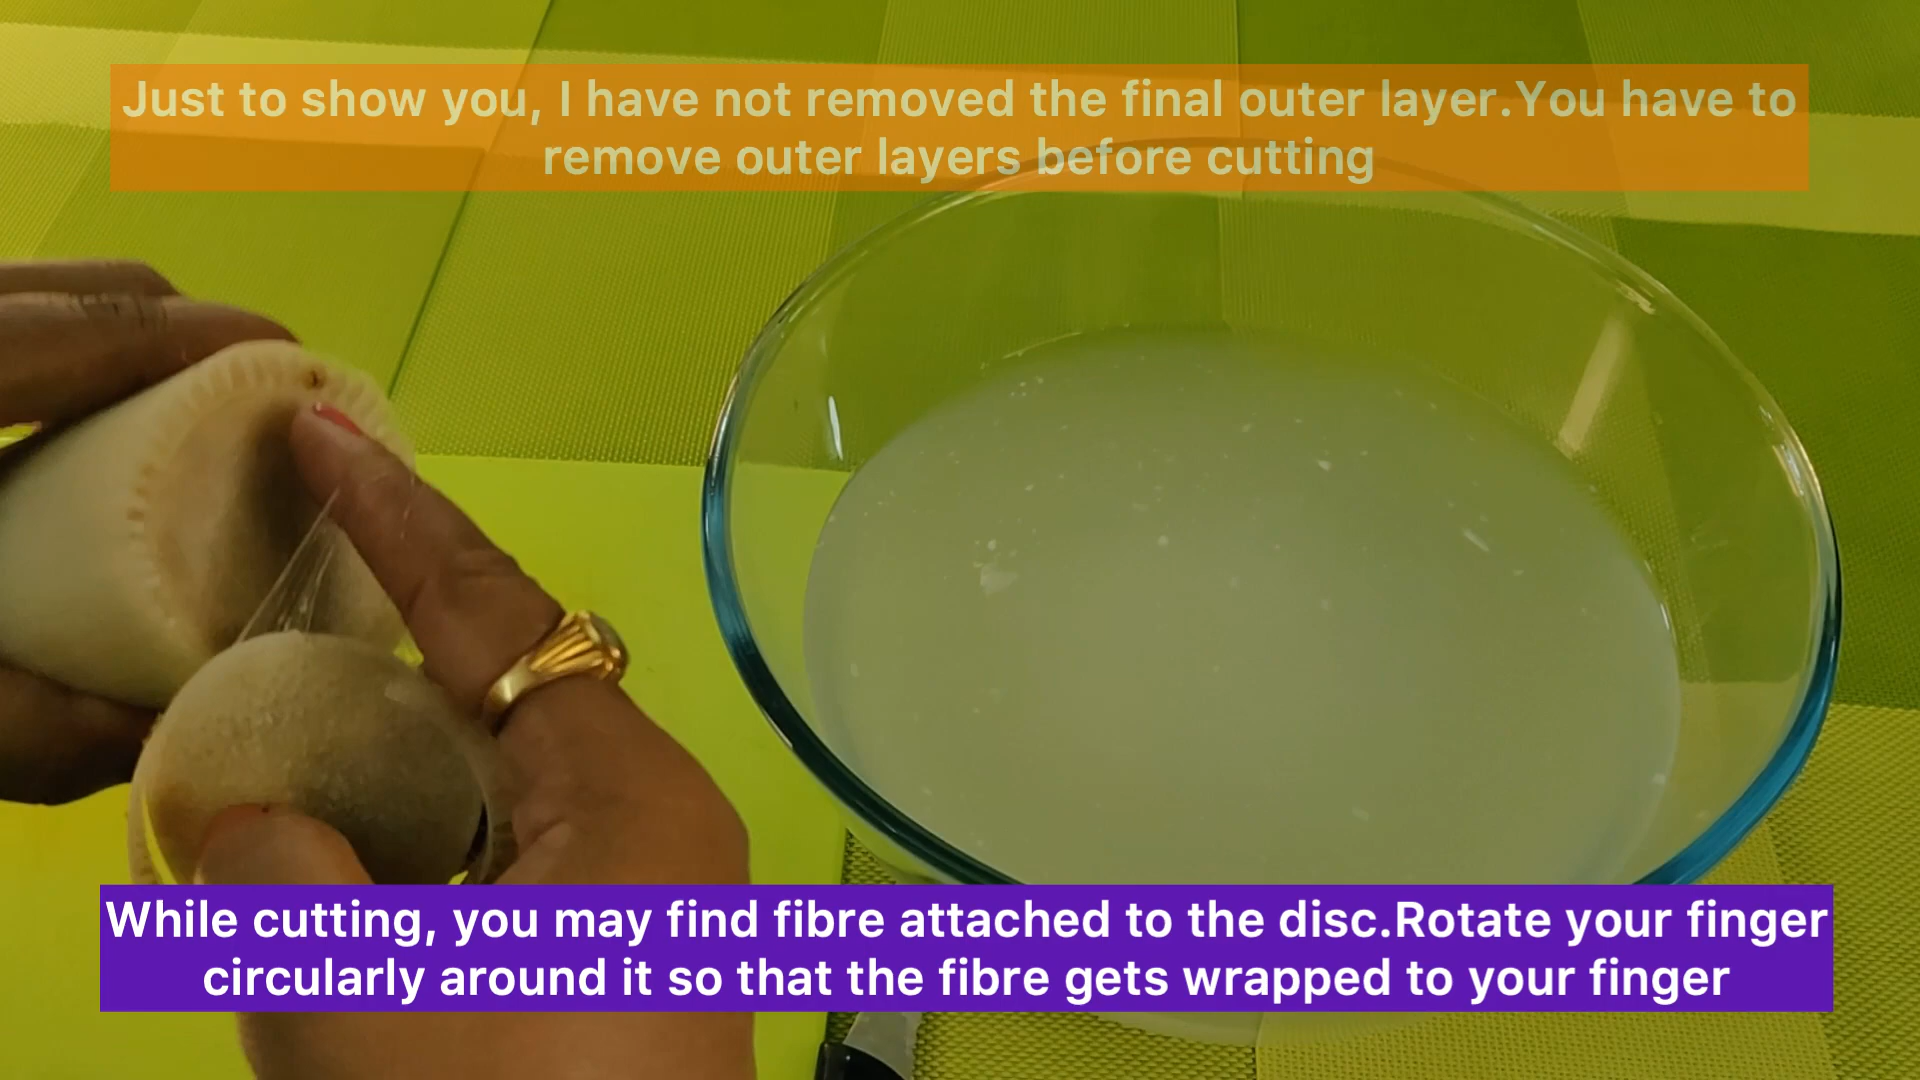 Just to show you, I have not removed the final outer layer.You have to
remove outer layers before cutting
While cutting, you may find fibre attached to the disc.Rotate your finger
circularly around it so that the fibre gets wrapped to your finger